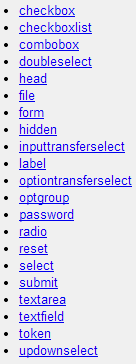 checkbox
checkboxlist
combobox
doubleselect
head
file
form
hidden
inputtransferselect
label
optiontransferselect
optgroup
password
radio
reset
select
submit
textarea
textfield
token
updownselect